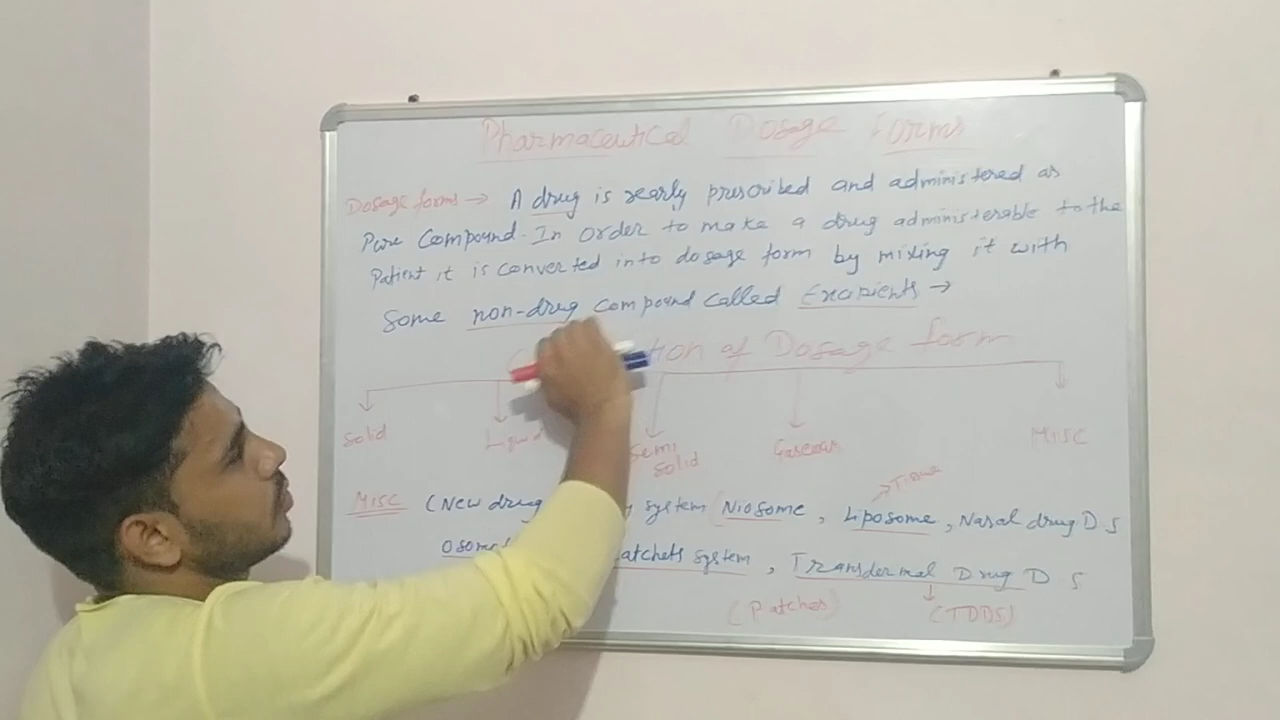 Pharmaceutical Dosage Forms
Dosage forms → A drug is rearly prescribed and administered as
Pure Compound. In order to make a drug administerable to the
Patient it is converted into dosage form by mixing it with
Some non-drug compound called Excipients →
of Dosage form
Solid Semi Solid Gaseous MISC
Tissue
MISC (New drug system (Niosome, Liposome, Nasal drug D S
system, Transdermal Drug D S
(Patches) (TDDS)